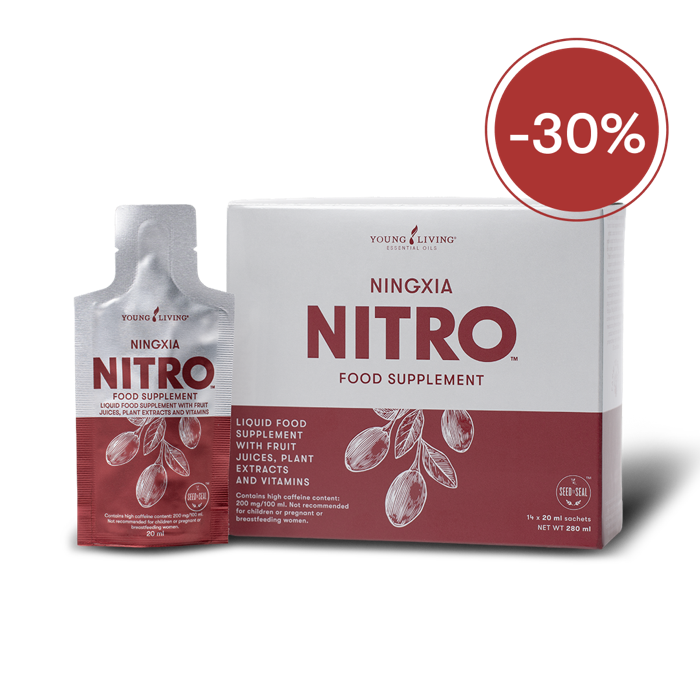 -30%
YOUNG LIVING®
ESSENTIAL OILS
NINGXIA
NITRO™
FOOD SUPPLEMENT
LIQUID FOOD
SUPPLEMENT
WITH FRUIT
JUICES, PLANT
EXTRACTS
AND VITAMINS
Contains high caffeine content:
200 mg/100 ml. Not recommended
for children or pregnant or
breastfeeding women.
SEED TO SEAL™
14 x 20 ml sachets
NET WT 280 ml
YOUNG LIVING®
NINGXIA
NITRO™
FOOD SUPPLEMENT
LIQUID FOOD SUPPLEMENT WITH FRUIT
JUICES, PLANT EXTRACTS AND VITAMINS
SEED TO SEAL
Contains high caffeine content: 200 mg/100 ml.
Not recommended for children or pregnant or
breastfeeding women.
20 ml